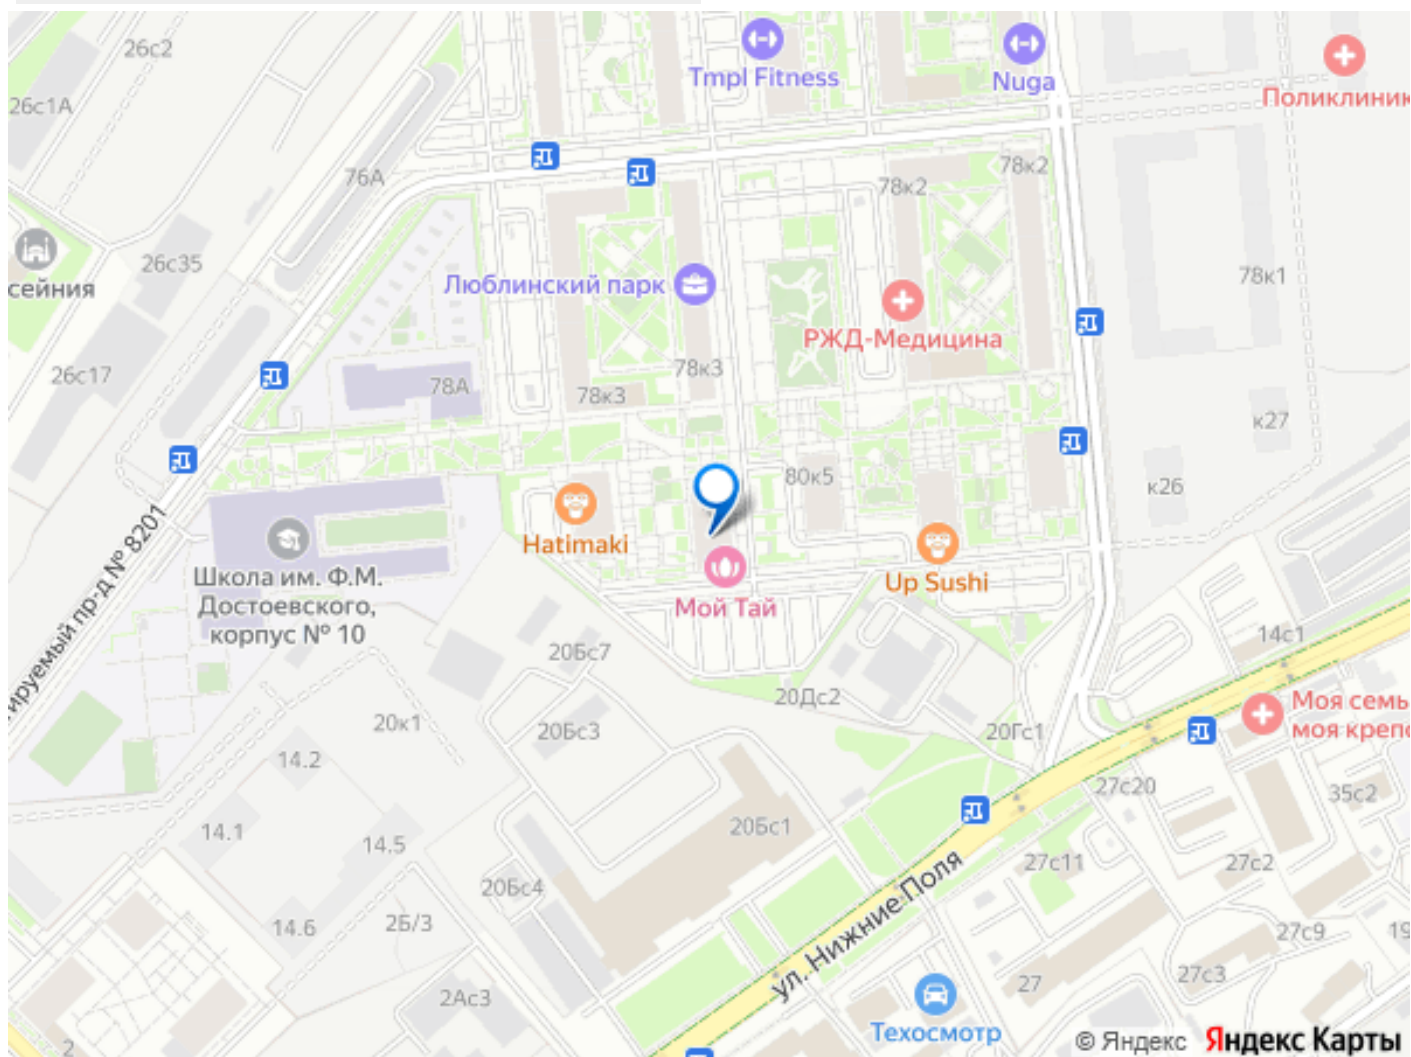 26с2
Tmpl Fitness
Nuga
26с1А
Поликлиник
76А
78к2
78к2
26с35
сейния
Люблинский парк
78к1
РЖД-Медицина
26с17
78А
78к3
78к3
к27
80к5
к26
Hatimaki
Up Sushi
Мой Тай
Школа им. Ф.М.
Достоевского,
корпус № 10
ируемый пр-д № 8201
20Бс7
14с1
20Дс2
Моя семь
моя крепо
20к1
20Бс3
20Гс1
14.2
27с20
35с2
14.1
20Бс1
14.5
27с11
27с2
20Бс4
ул. Нижние Поля
2Б/3
14.6
27с9
19
27с3
27
2Ас3
Техосмотр
2
© Яндекс Яндекс Карты